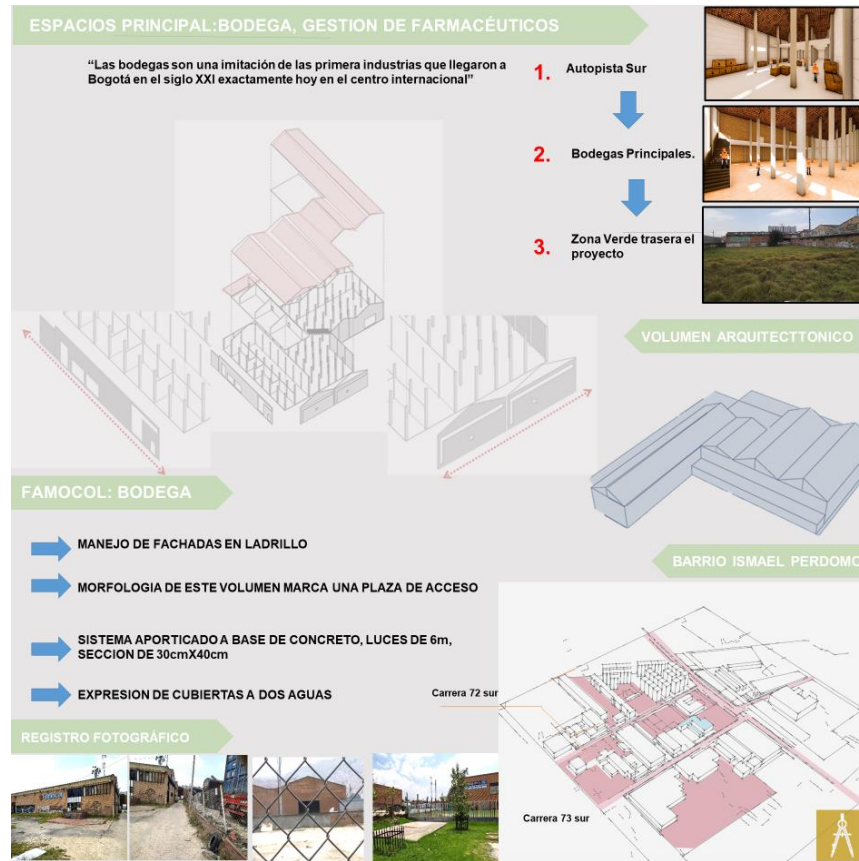 ESPACIOS PRINCIPAL:BODEGA, GESTION DE FARMACÉUTICOS
“Las bodegas son una imitación de las primera industrias que llegaron a
Bogotá en el siglo XXI exactamente hoy en el centro internacional”
1. Autopista Sur
2. Bodegas Principales.
3. Zona Verde trasera el
proyecto
VOLUMEN ARQUITECTTONICO
FAMOCOL: BODEGA
MANEJO DE FACHADAS EN LADRILLO
MORFOLOGIA DE ESTE VOLUMEN MARCA UNA PLAZA DE ACCESO
SISTEMA APORTICADO A BASE DE CONCRETO, LUCES DE 6m,
SECCION DE 30cmX40cm
EXPRESION DE CUBIERTAS A DOS AGUAS
BARRIO ISMAEL PERDOMO
Carrera 72 sur
Carrera 73 sur
REGISTRO FOTOGRÁFICO